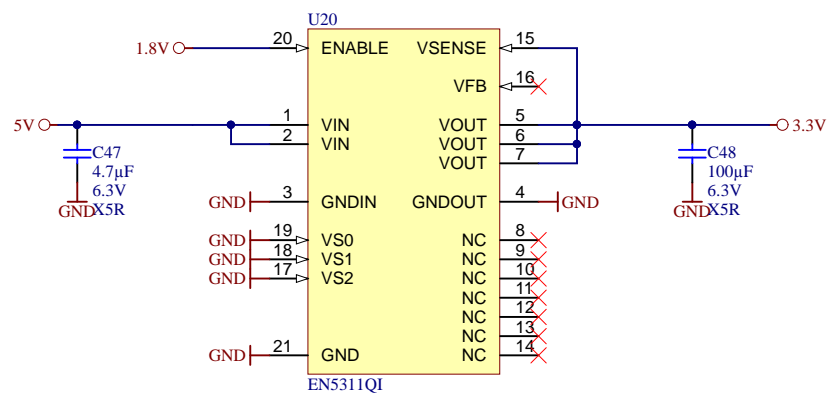 U20
1.8V 20 ENABLE VSENSE 15
VFB 16
5V 1 VIN VOUT 5 3.3V
2 VIN VOUT 6
VOUT 7
C47
4.7µF
6.3V
X5R
GND
C48
100µF
6.3V
X5R
GND
GND 3 GNDIN GNDOUT 4 GND
GND 19 VS0 NC 8
GND 18 VS1 NC 9
GND 17 VS2 NC 10
NC 11
NC 12
NC 13
GND 21 GND NC 14
EN5311QI